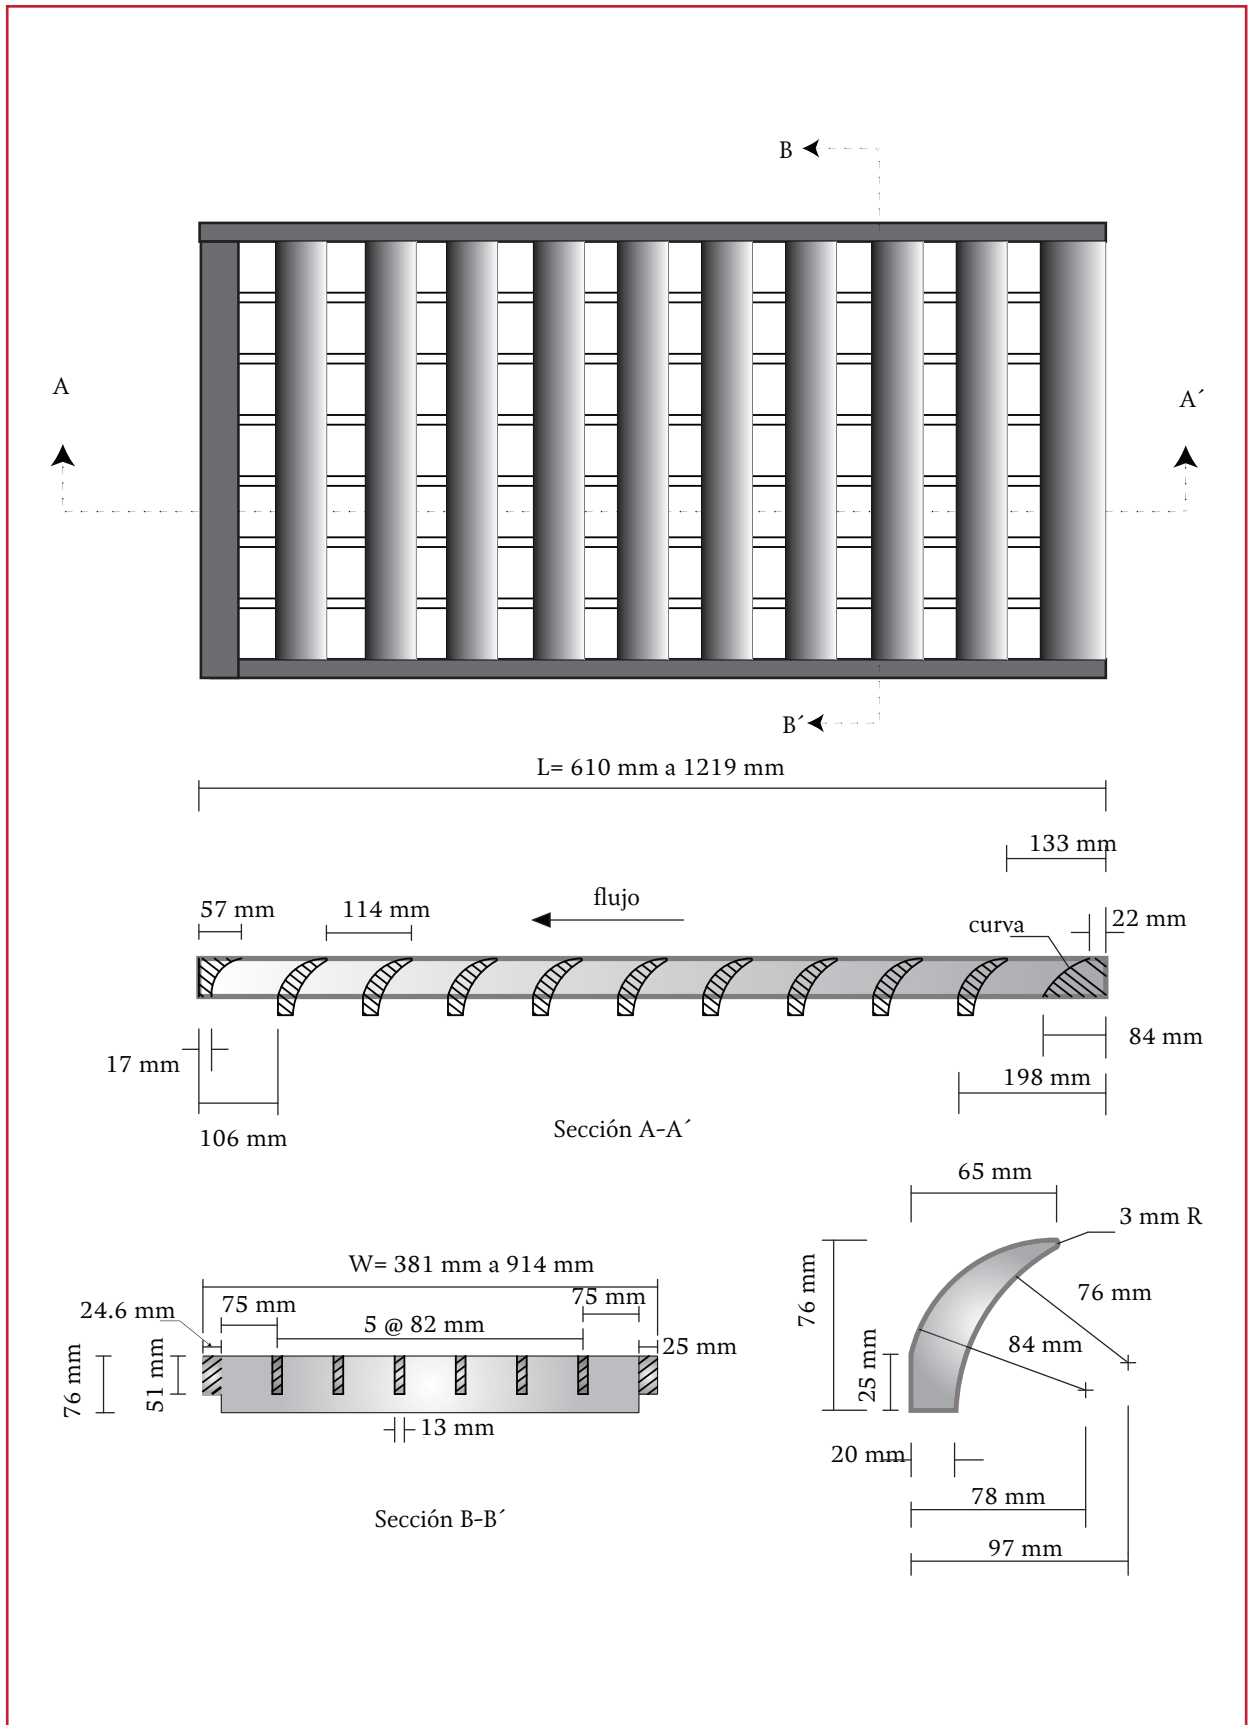 B
A
A´
B´
L= 610 mm a 1219 mm
133 mm
57 mm
114 mm
flujo
curva
22 mm
17 mm
84 mm
198 mm
106 mm
Sección A-A´
65 mm
3 mm R
W= 381 mm a 914 mm
76 mm
76 mm
24.6 mm
75 mm
75 mm
5 @ 82 mm
84 mm
25 mm
76 mm
51 mm
25 mm
13 mm
20 mm
78 mm
Sección B-B´
97 mm